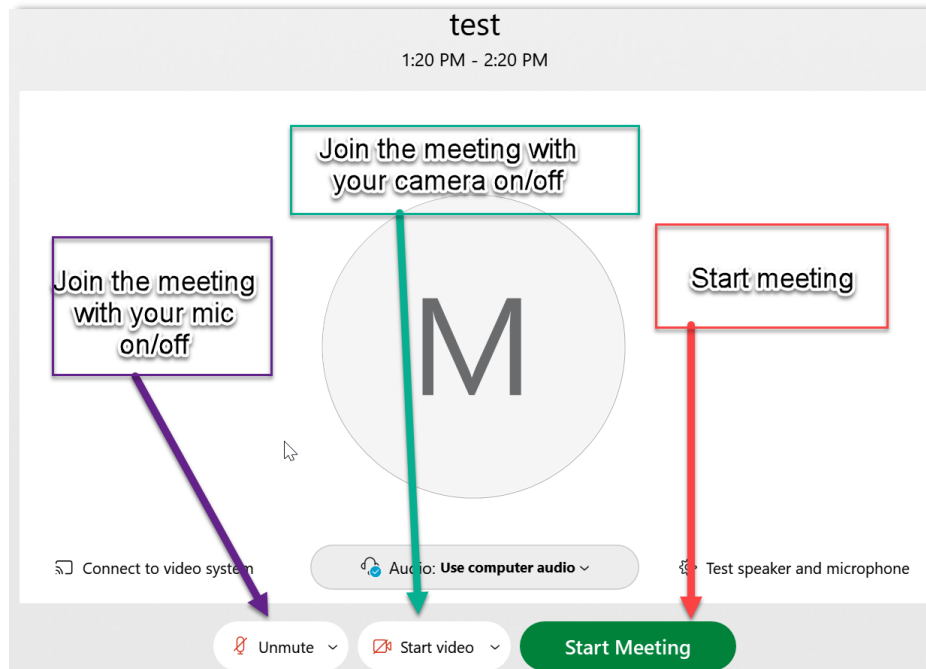 test
1:20 PM - 2:20 PM
Join the meeting with
your camera on/off
Join the meeting
with your mic
on/off
Start meeting
M
Connect to video system
Audio: Use computer audio
Test speaker and microphone
Unmute
Start video
Start Meeting